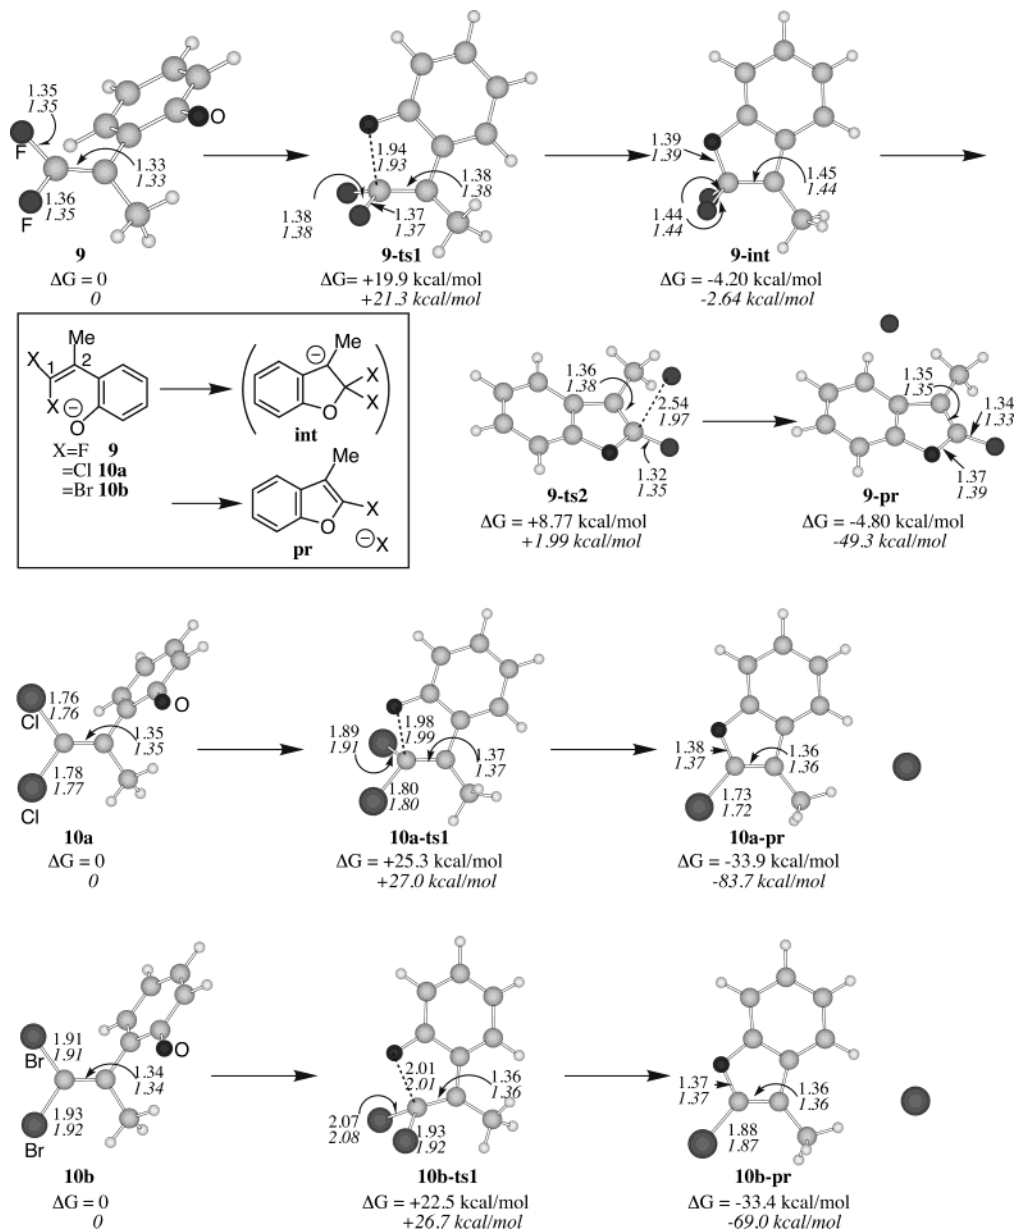 1.35
1.35
F
F
O
1.33
1.33
1.36
1.35
9
ΔG = 0
0
1.94
1.93
1.38
1.38
1.38
1.38
1.37
1.37
9-ts1
ΔG= +19.9 kcal/mol
+21.3 kcal/mol
1.39
1.39
1.45
1.44
1.44
1.44
9-int
ΔG = -4.20 kcal/mol
-2.64 kcal/mol
Me
X
1
2
X
O
⊖
X=F 9
=Cl 10a
=Br 10b
Me
⊖
X
O
X
int
Me
X
O
⊖X
pr
1.36
1.38
2.54
1.97
1.32
1.35
9-ts2
ΔG = +8.77 kcal/mol
+1.99 kcal/mol
1.35
1.35
1.34
1.33
1.37
1.39
9-pr
ΔG = -4.80 kcal/mol
-49.3 kcal/mol
1.76
1.76
Cl
O
1.35
1.35
1.78
1.77
Cl
10a
ΔG = 0
0
1.98
1.99
1.89
1.91
1.37
1.37
1.80
1.80
10a-ts1
ΔG = +25.3 kcal/mol
+27.0 kcal/mol
1.38
1.37
1.36
1.36
1.73
1.72
10a-pr
ΔG = -33.9 kcal/mol
-83.7 kcal/mol
1.91
1.91
Br
O
1.34
1.34
1.93
1.92
Br
10b
ΔG = 0
0
2.01
2.01
1.36
1.36
2.07
2.08
1.93
1.92
10b-ts1
ΔG = +22.5 kcal/mol
+26.7 kcal/mol
1.37
1.37
1.36
1.36
1.88
1.87
10b-pr
ΔG = -33.4 kcal/mol
-69.0 kcal/mol